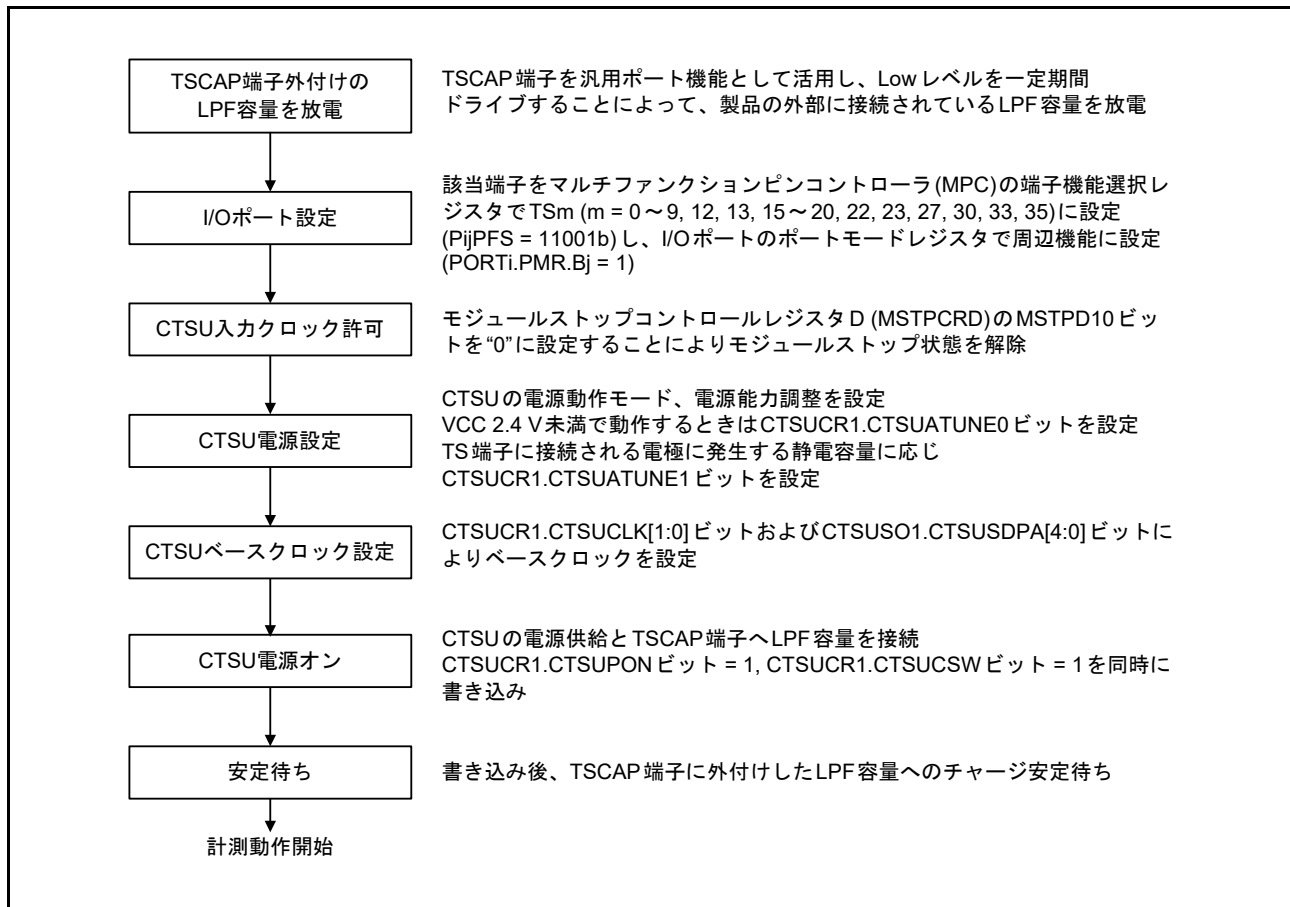 TSCAP端子外付けの
LPF容量を放電
TSCAP端子を汎用ポート機能として活用し、Lowレベルを一定期間
ドライブすることによって、製品の外部に接続されているLPF容量を放電
I/Oポート設定
該当端子をマルチファンクションピンコントローラ(MPC)の端子機能選択レ
ジスタでTSm (m = 0～9, 12, 13, 15～20, 22, 23, 27, 30, 33, 35)に設定
(PijPFS = 11001b)し、I/Oポートのポートモードレジスタで周辺機能に設定
(PORTi.PMR.Bj = 1)
CTSU入力クロック許可
モジュールストップコントロールレジスタD (MSTPCRD)のMSTPD10ビッ
トを“0”に設定することによりモジュールストップ状態を解除
CTSU電源設定
CTSUの電源動作モード、電源能力調整を設定
VCC 2.4 V未満で動作するときはCTSUCR1.CTSUATUNE0ビットを設定
TS端子に接続される電極に発生する静電容量に応じ
CTSUCR1.CTSUATUNE1ビットを設定
CTSUベースクロック設定
CTSUCR1.CTSUCLK[1:0]ビットおよびCTSUSO1.CTSUSDPA[4:0]ビットに
よりベースクロックを設定
CTSU電源オン
CTSUの電源供給とTSCAP端子へLPF容量を接続
CTSUCR1.CTSUPONビット = 1, CTSUCR1.CTSUCSWビット = 1を同時に
書き込み
安定待ち
書き込み後、TSCAP端子に外付けしたLPF容量へのチャージ安定待ち
計測動作開始